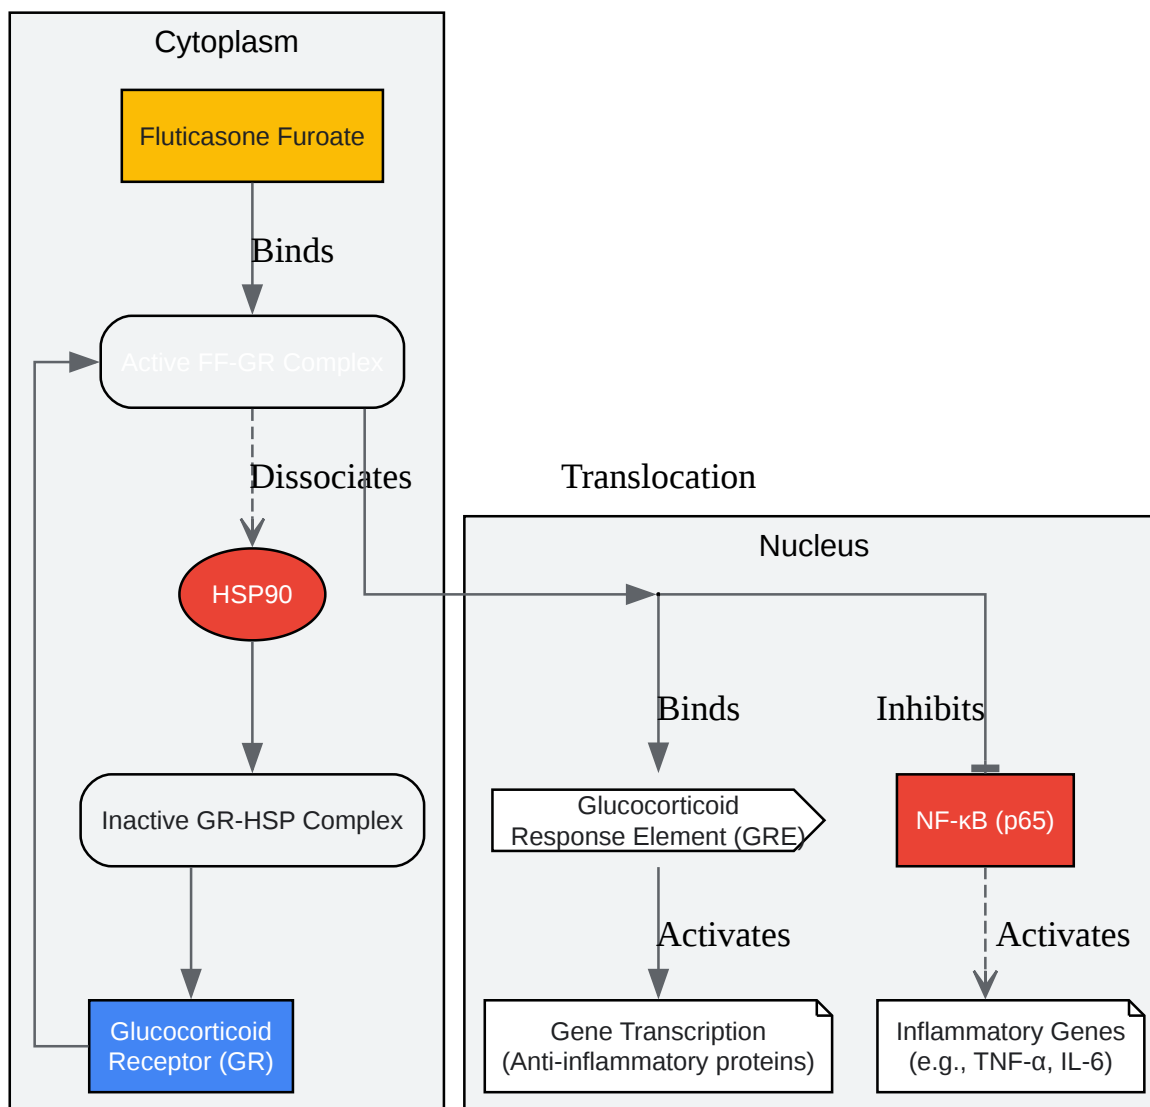 Cytoplasm
Fluticasone Furoate
Binds
Active FF-GR Complex
Dissociates
Translocation
HSP90
Nucleus
Binds
Inhibits
Inactive GR-HSP Complex
Glucocorticoid
Response Element (GRE)
NF-κB (p65)
Activates
Activates
Glucocorticoid
Receptor (GR)
Gene Transcription
(Anti-inflammatory proteins)
Inflammatory Genes
(e.g., TNF-α, IL-6)